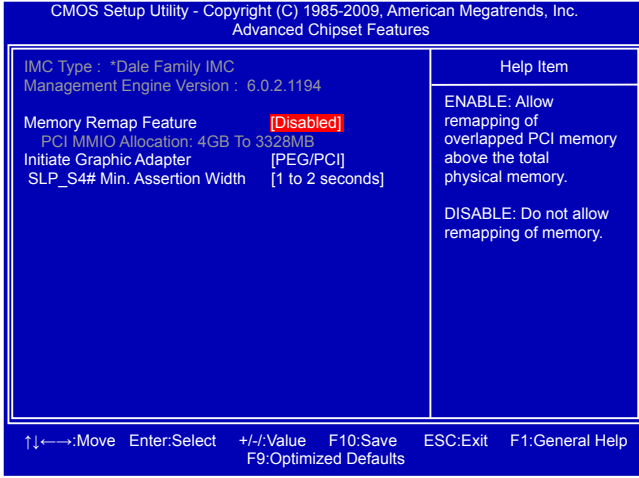 CMOS Setup Utility - Copyright (C) 1985-2009, American Megatrends, Inc.
Advanced Chipset Features
IMC Type : *Dale Family IMC
Management Engine Version : 6.0.2.1194
Memory Remap Feature [Disabled]
PCI MMIO Allocation: 4GB To 3328MB
Initiate Graphic Adapter [PEG/PCI]
SLP_S4# Min. Assertion Width [1 to 2 seconds]
Help Item
ENABLE: Allow
remapping of
overlapped PCI memory
above the total
physical memory.
DISABLE: Do not allow
remapping of memory.
↑↓←→:Move Enter:Select +/-/:Value F10:Save ESC:Exit F1:General Help
F9:Optimized Defaults